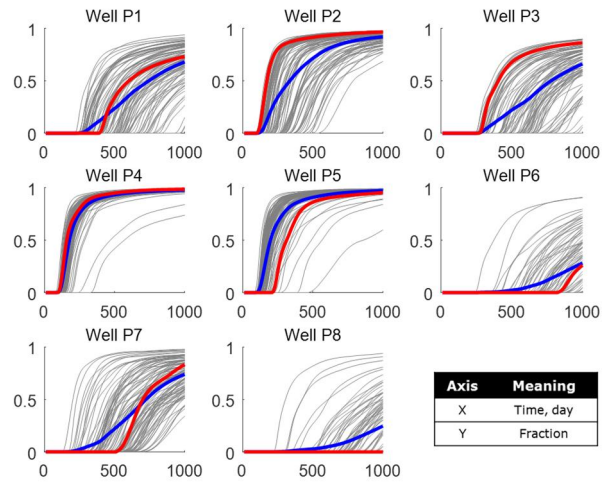 Well P1 Well P2 Well P3
1 1 1
0.5 0.5 0.5
0 0 0
0 500 1000 0 500 1000 0 500 1000
Well P4 Well P5 Well P6
1 1 1
0.5 0.5 0.5
0 0 0
0 500 1000 0 500 1000 0 500 1000
Well P7 Well P8
1 1
0.5 0.5
0 0
0 500 1000 0 500 1000
Axis Meaning
X Time, day
Y Fraction